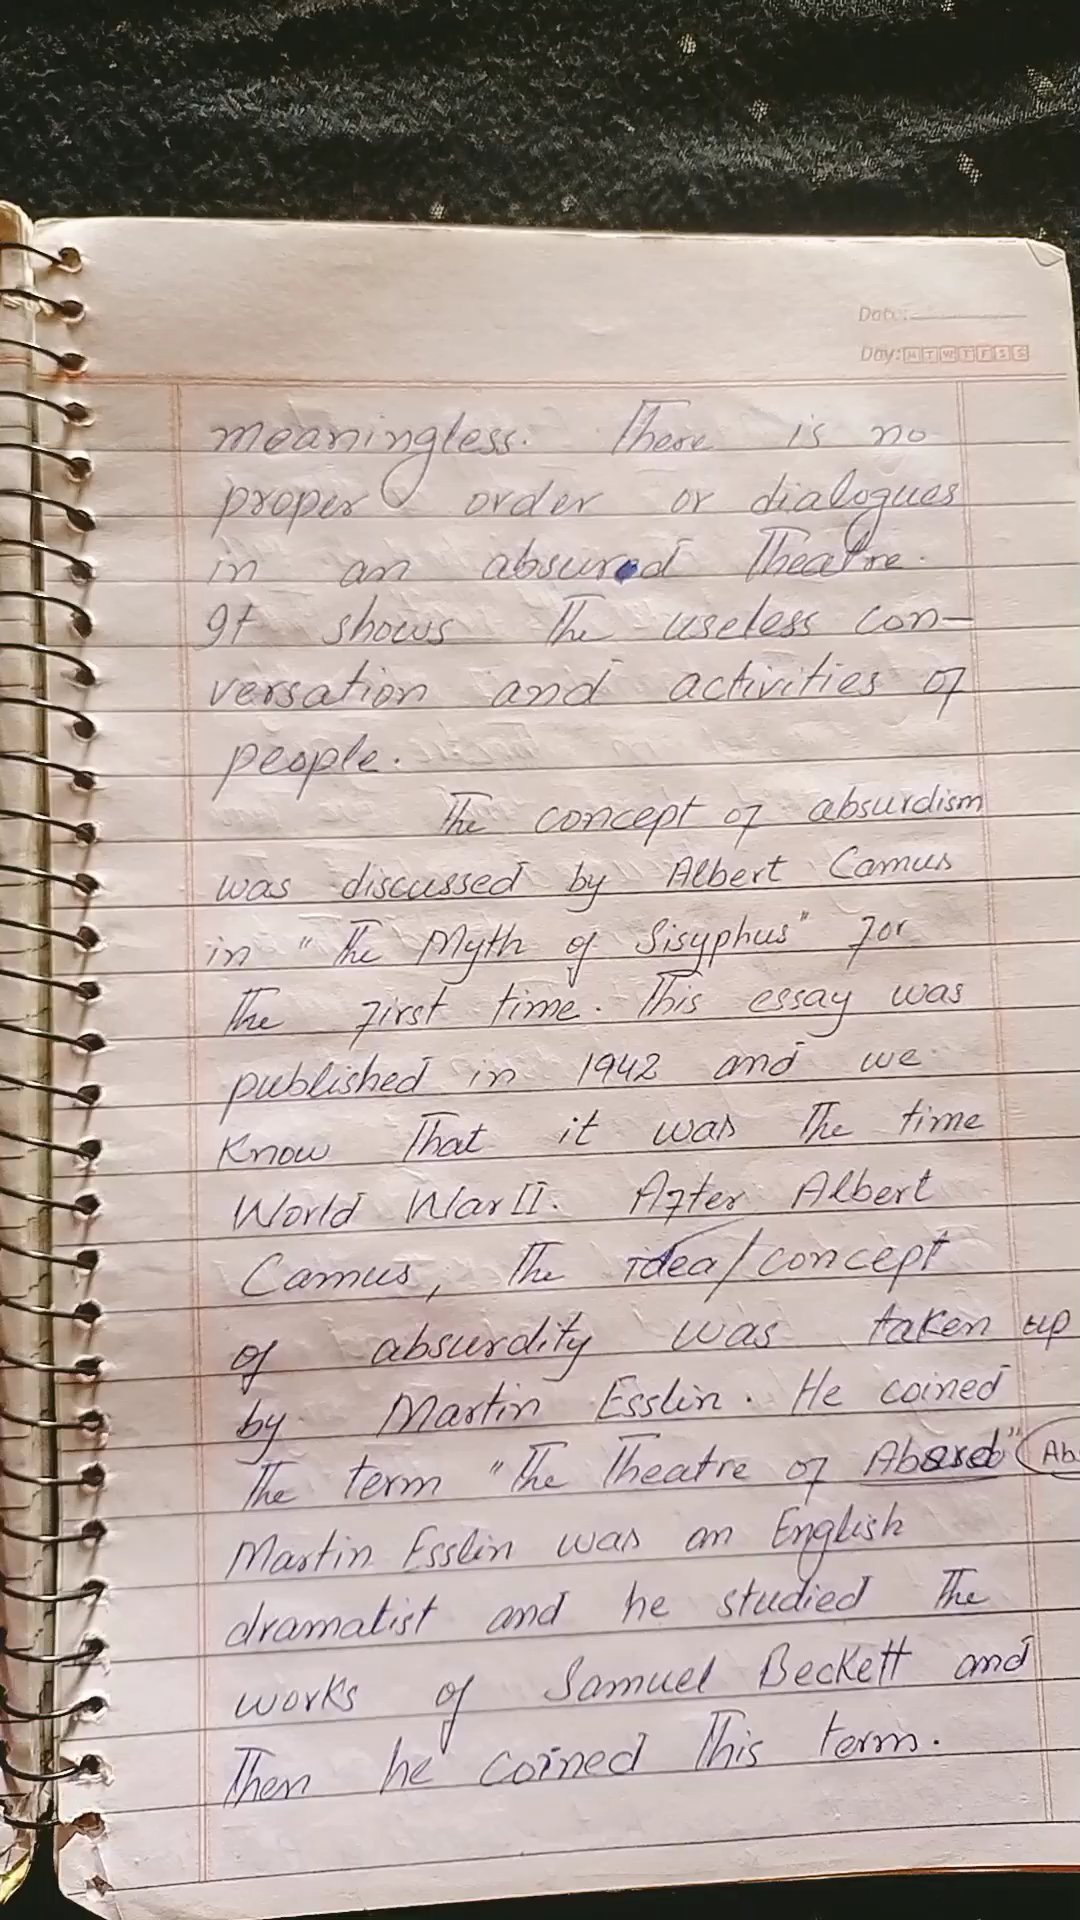 Date:
Day: M T W T F S S
meaningless. There is no
proper order or dialogues
in an absurd Theatre.
It shows the useless con-
versation and activities of
people.
The concept of absurdism
was discussed by Albert Camus
in "The Myth of Sisyphus" for
the first time. This essay was
published in 1942 and we
know that it was the time
World War II. After Albert
Camus, the idea/concept
of absurdity was taken up
by Martin Esslin. He coined
the term "The Theatre of
Martin Esslin was an English
dramatist and he studied the
works of Samuel Beckett and
then he coined this term.